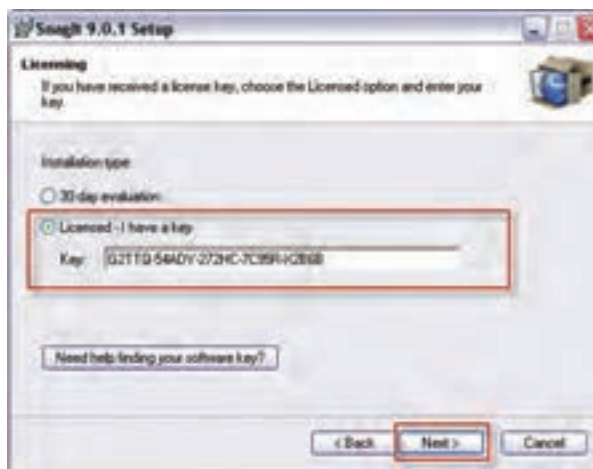 SnagIt 9.0.1 Setup
Licensing
If you have received a license key, choose the Licensed option and enter your
key.
Installation type
30 day evaluation
Licensed - I have a key
Key:
Need help finding your software key?
< Back
Next >
Cancel